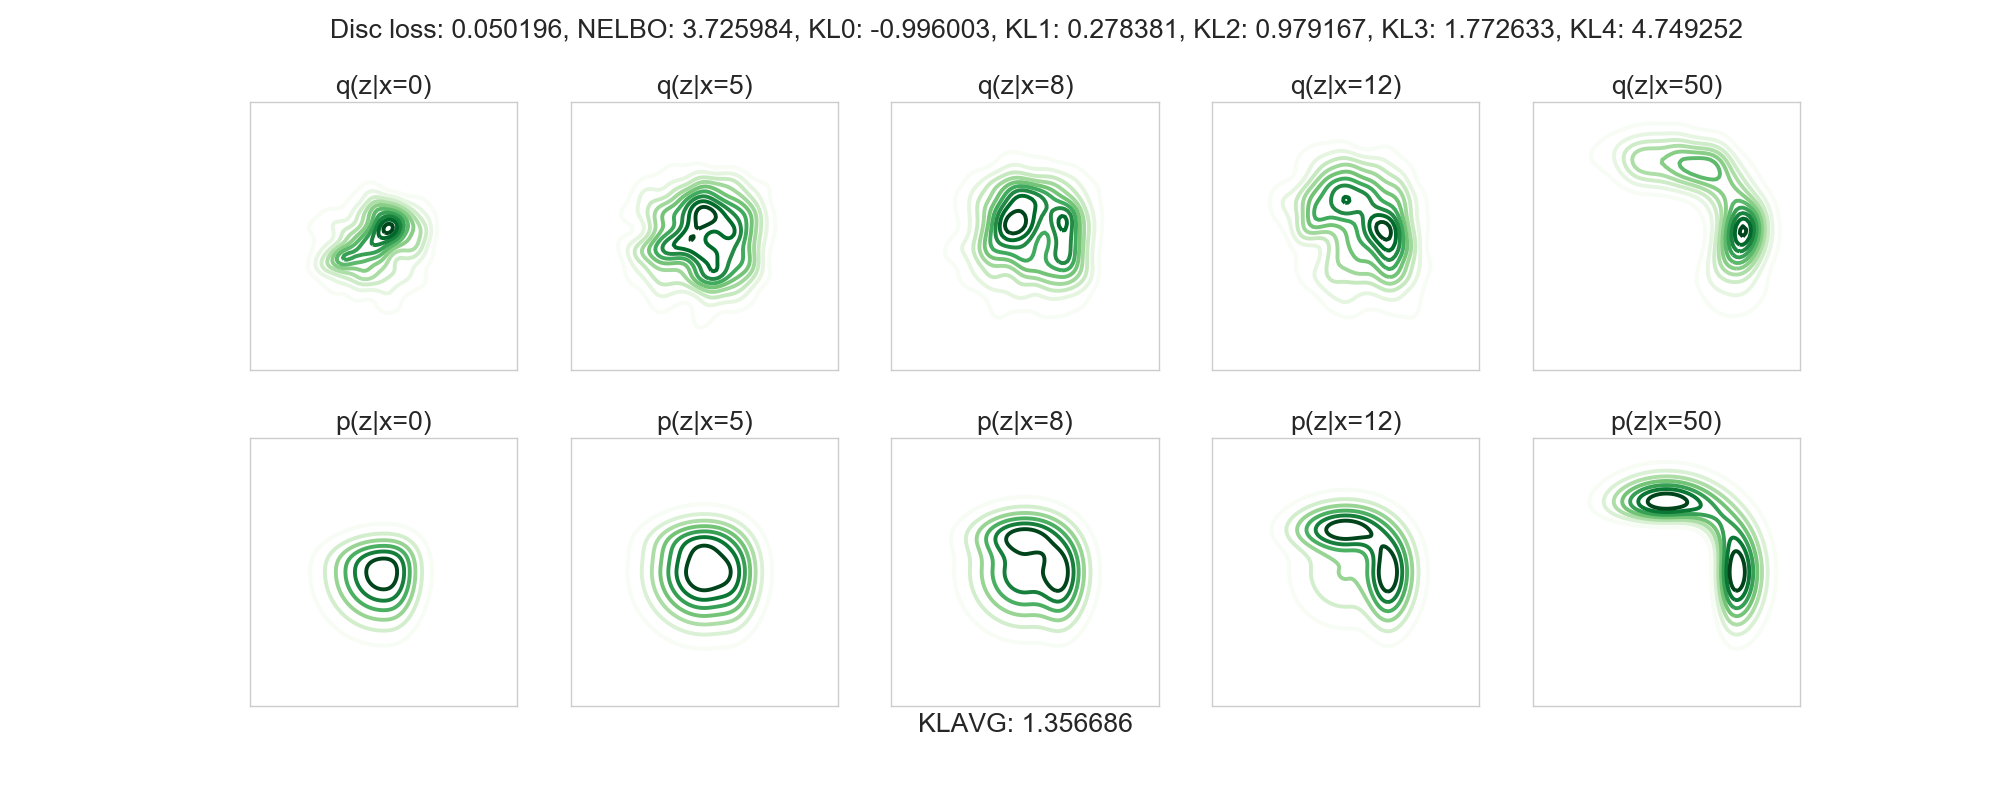 Disc loss: 0.050196, NELBO: 3.725984, KL0: -0.996003, KL1: 0.278381, KL2: 0.979167, KL3: 1.772633, KL4: 4.749252
q(z|x=0) q(z|x=5) q(z|x=8) q(z|x=12) q(z|x=50)
p(z|x=0) p(z|x=5) p(z|x=8) p(z|x=12) p(z|x=50)
KLAVG: 1.356686